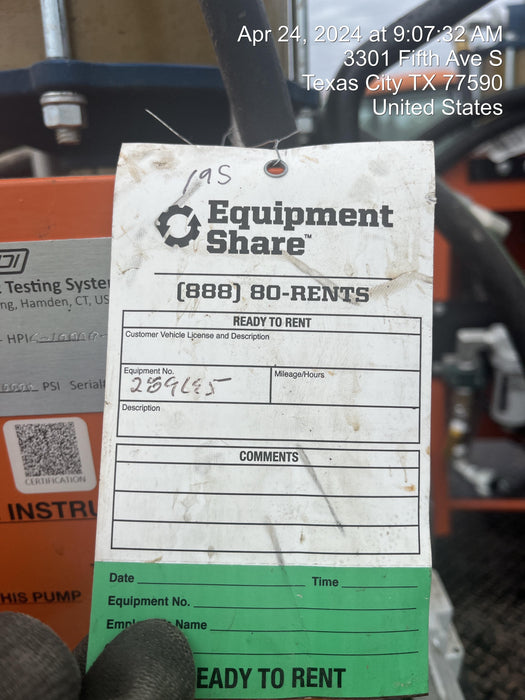 Apr 24, 2024 at 9:07:32 AM
3301 Fifth Ave S
Texas City TX 77590
United States
195
Equipment
Share™
(888) 80-RENTS
READY TO RENT
Customer Vehicle License and Description
Equipment No.
Mileage/Hours
Description
COMMENTS
Date
Time
Equipment No.
Name
EADY TO RENT
Testing Syste
ng, Hamden, CT, US
HPI
PSI Serial
CERTIFICATION
INSTRU
HIS PUMP